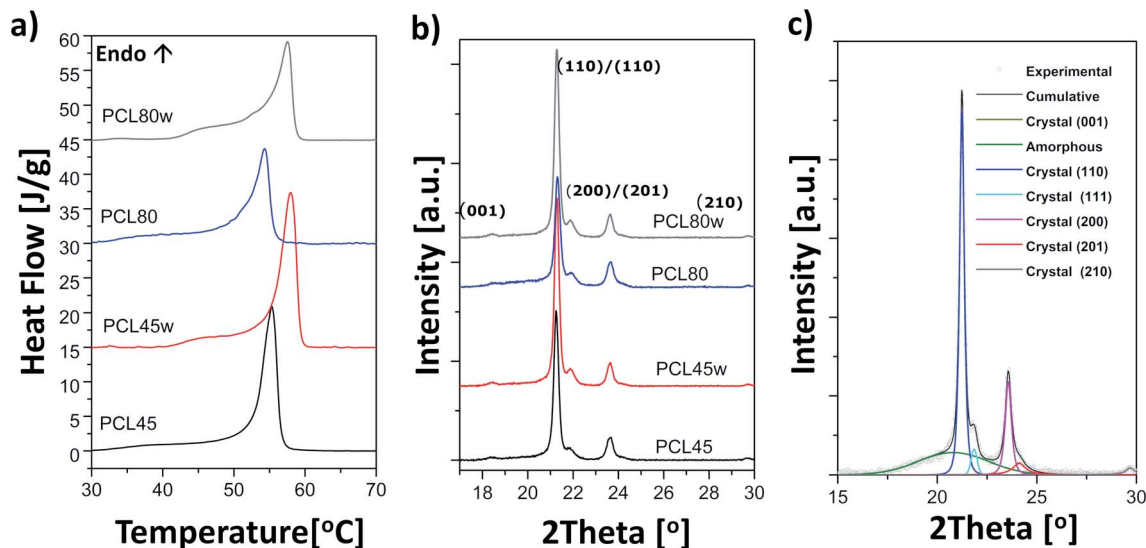 a)
Endo ↑
60
55
50
45
40
35
30
25
20
15
10
5
0
PCL80w
PCL80
PCL45w
PCL45
Heat Flow [J/g]
30 40 50 60 70
Temperature[°C]
b)
(110)/(110)
(200)/(201)
(001)
(210)
PCL80w
PCL80
PCL45w
PCL45
Intensity [a.u.]
18 20 22 24 26 28 30
2Theta [°]
c)
Experimental
Cumulative
Crystal (001)
Amorphous
Crystal (110)
Crystal (111)
Crystal (200)
Crystal (201)
Crystal (210)
Intensity [a.u.]
15 20 25 30
2Theta [°]